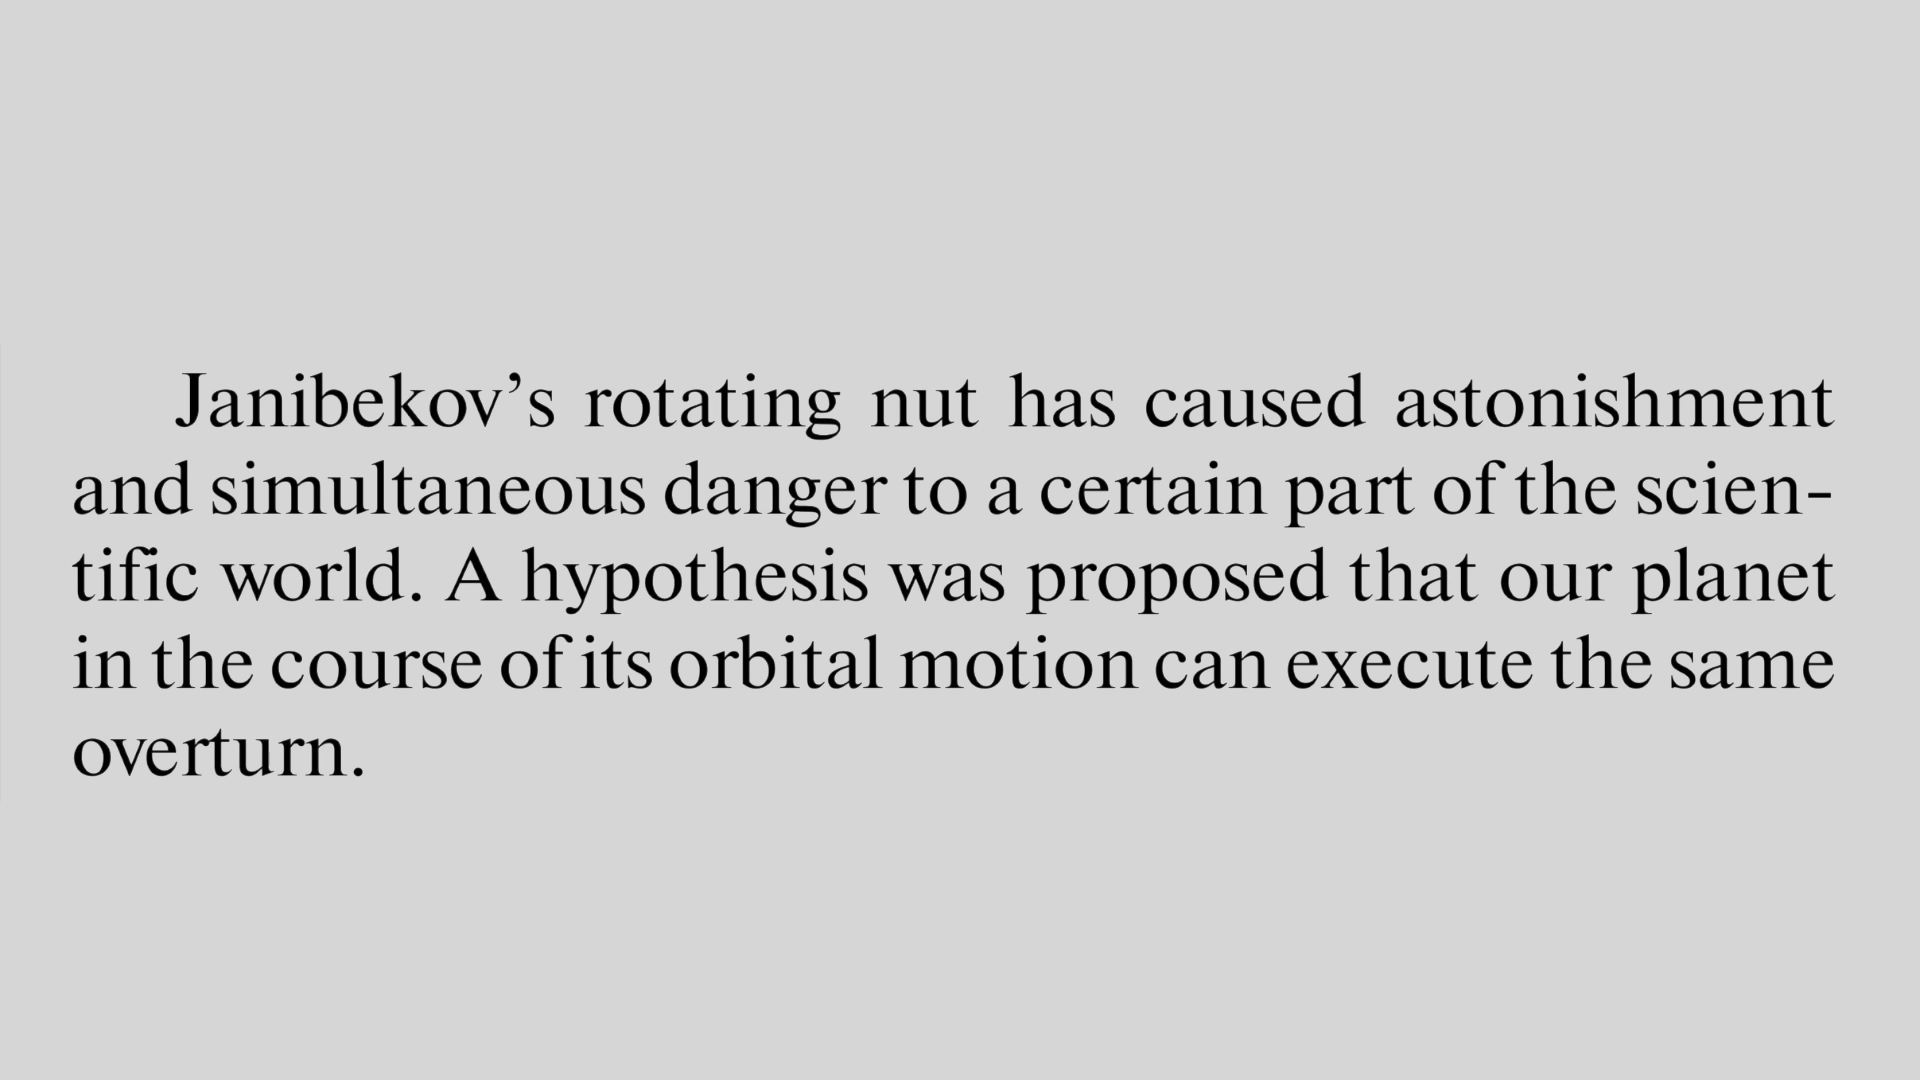 Janibekov’s rotating nut has caused astonishment
and simultaneous danger to a certain part of the scien-
tific world. A hypothesis was proposed that our planet
in the course of its orbital motion can execute the same
overturn.